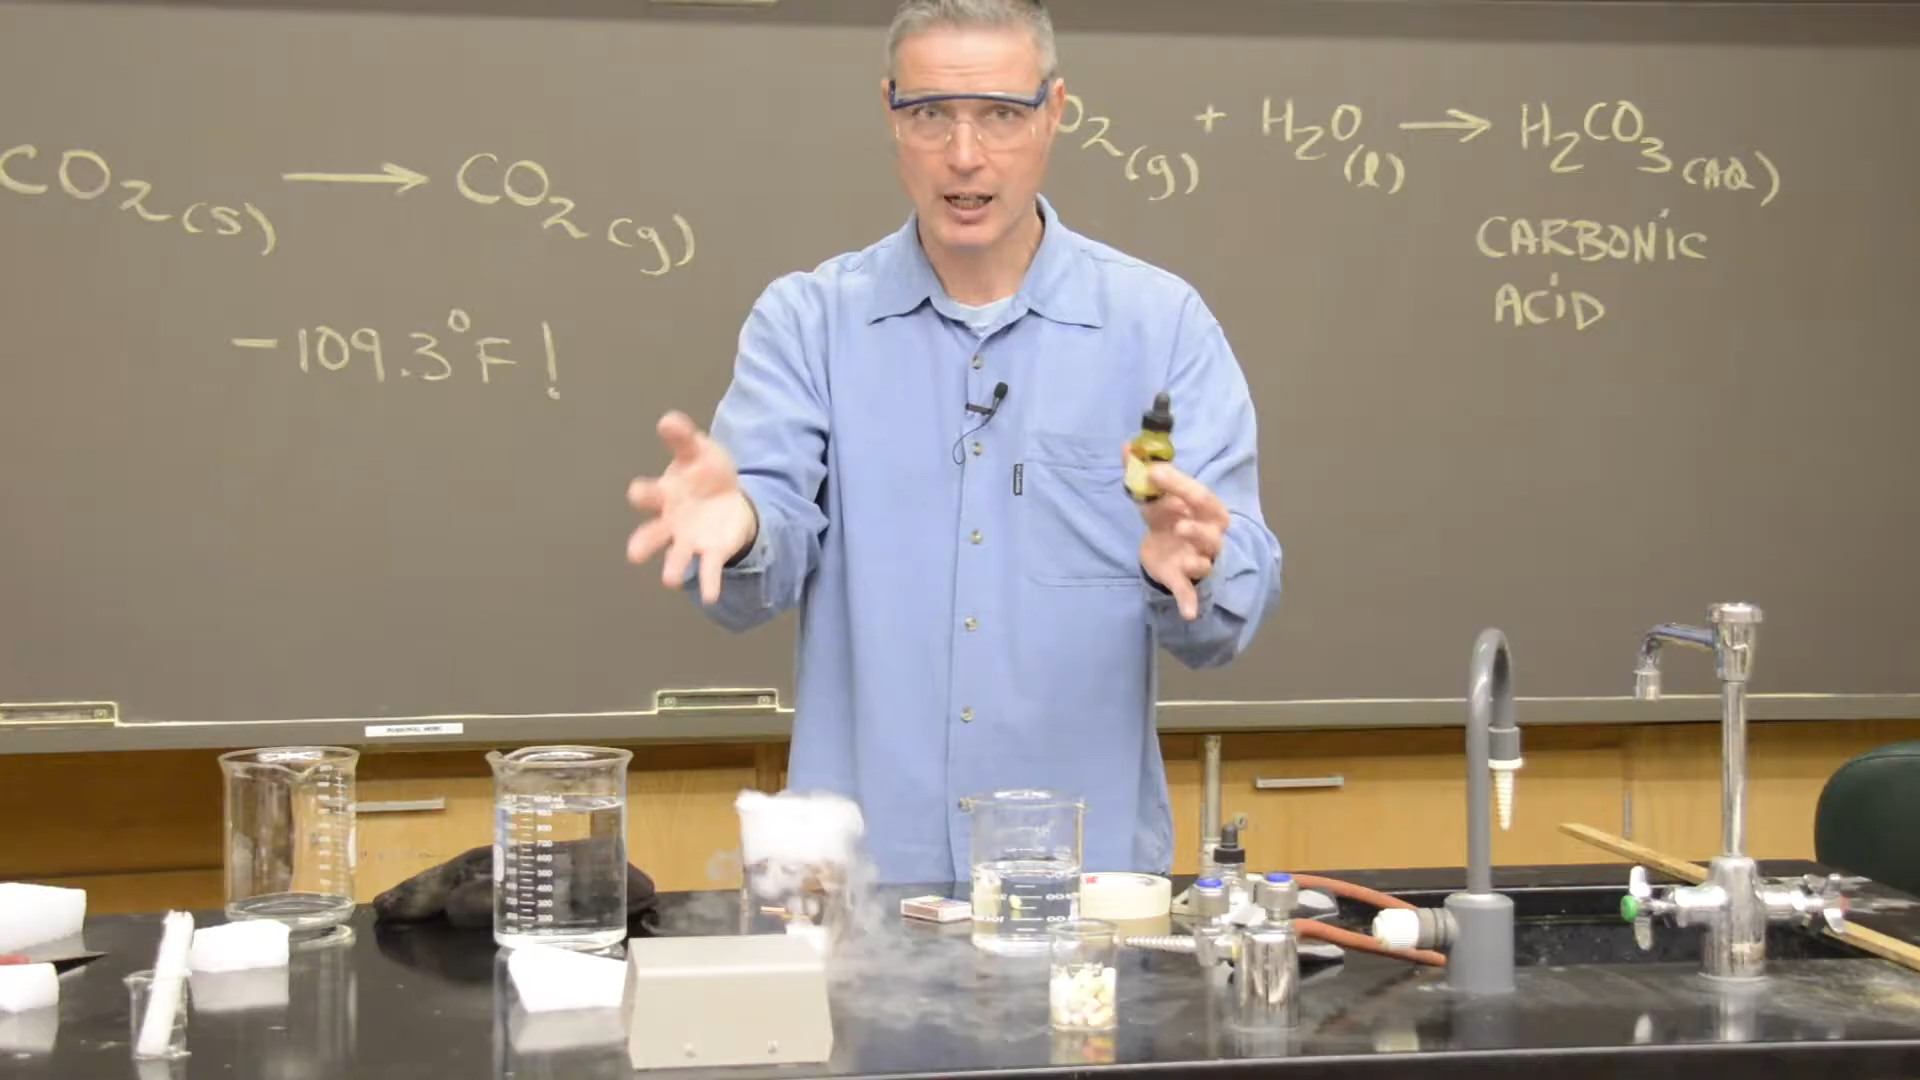 CO₂(s) → CO₂(g)
-109.3°F!
O₂(g) + H₂O(l) → H₂CO₃(AQ)
CARBONIC
ACID